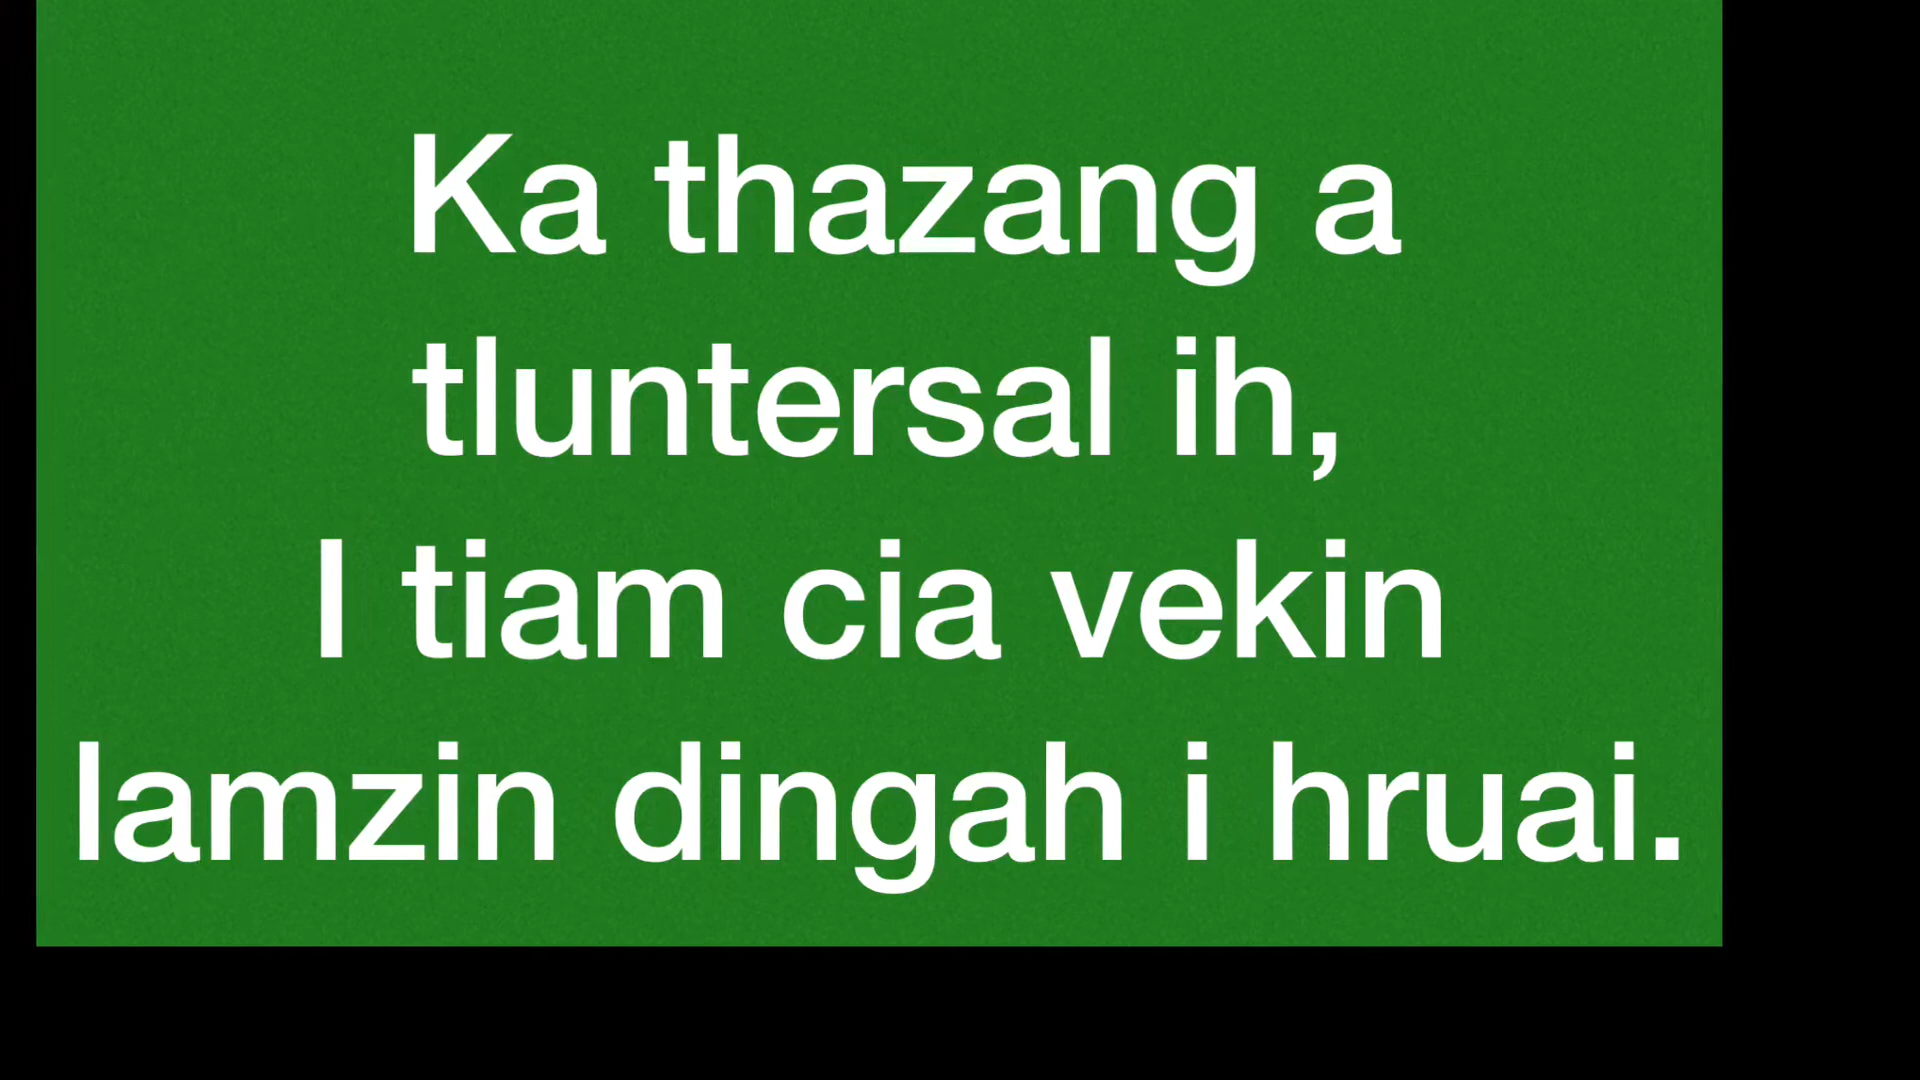 Ka thazang a
tluntersal ih,
I tiam cia vekin
lamzin dingah i hruai.